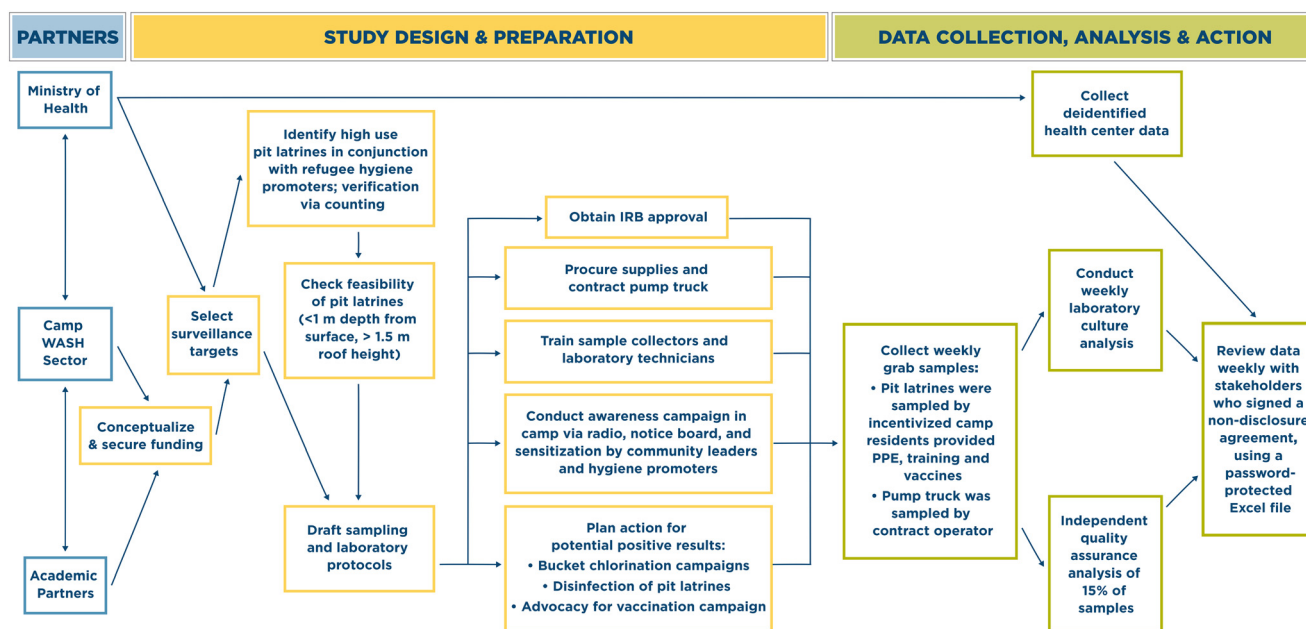 PARTNERS
STUDY DESIGN & PREPARATION
DATA COLLECTION, ANALYSIS & ACTION
Ministry of
Health
Camp
WASH
Sector
Academic
Partners
Conceptualize
& secure funding
Select
surveillance
targets
Identify high use
pit latrines in conjunction
with refugee hygiene
promoters; verification
via counting
Check feasibility
of pit latrines
(<1 m depth from
surface, > 1.5 m
roof height)
Draft sampling
and laboratory
protocols
Obtain IRB approval
Procure supplies and
contract pump truck
Train sample collectors and
laboratory technicians
Conduct awareness campaign in
camp via radio, notice board, and
sensitization by community leaders
and hygiene promoters
Plan action for
potential positive results:
• Bucket chlorination campaigns
• Disinfection of pit latrines
• Advocacy for vaccination campaign
Collect weekly
grab samples:
• Pit latrines were
sampled by
incentivized camp
residents provided
PPE, training and
vaccines
• Pump truck was
sampled by
contract operator
Collect
deidentified
health center data
Conduct
weekly
laboratory
culture
analysis
Independent
quality
assurance
analysis of
15% of
samples
Review data
weekly with
stakeholders
who signed a
non-disclosure
agreement,
using a
password-
protected
Excel file